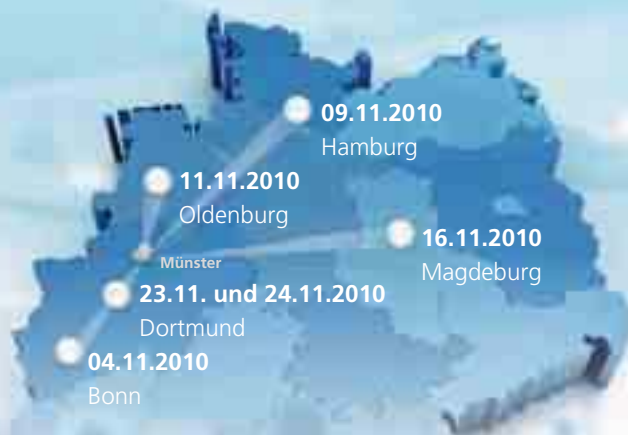 09.11.2010
Hamburg
11.11.2010
Oldenburg
16.11.2010
Magdeburg
Münster
23.11. und 24.11.2010
Dortmund
04.11.2010
Bonn